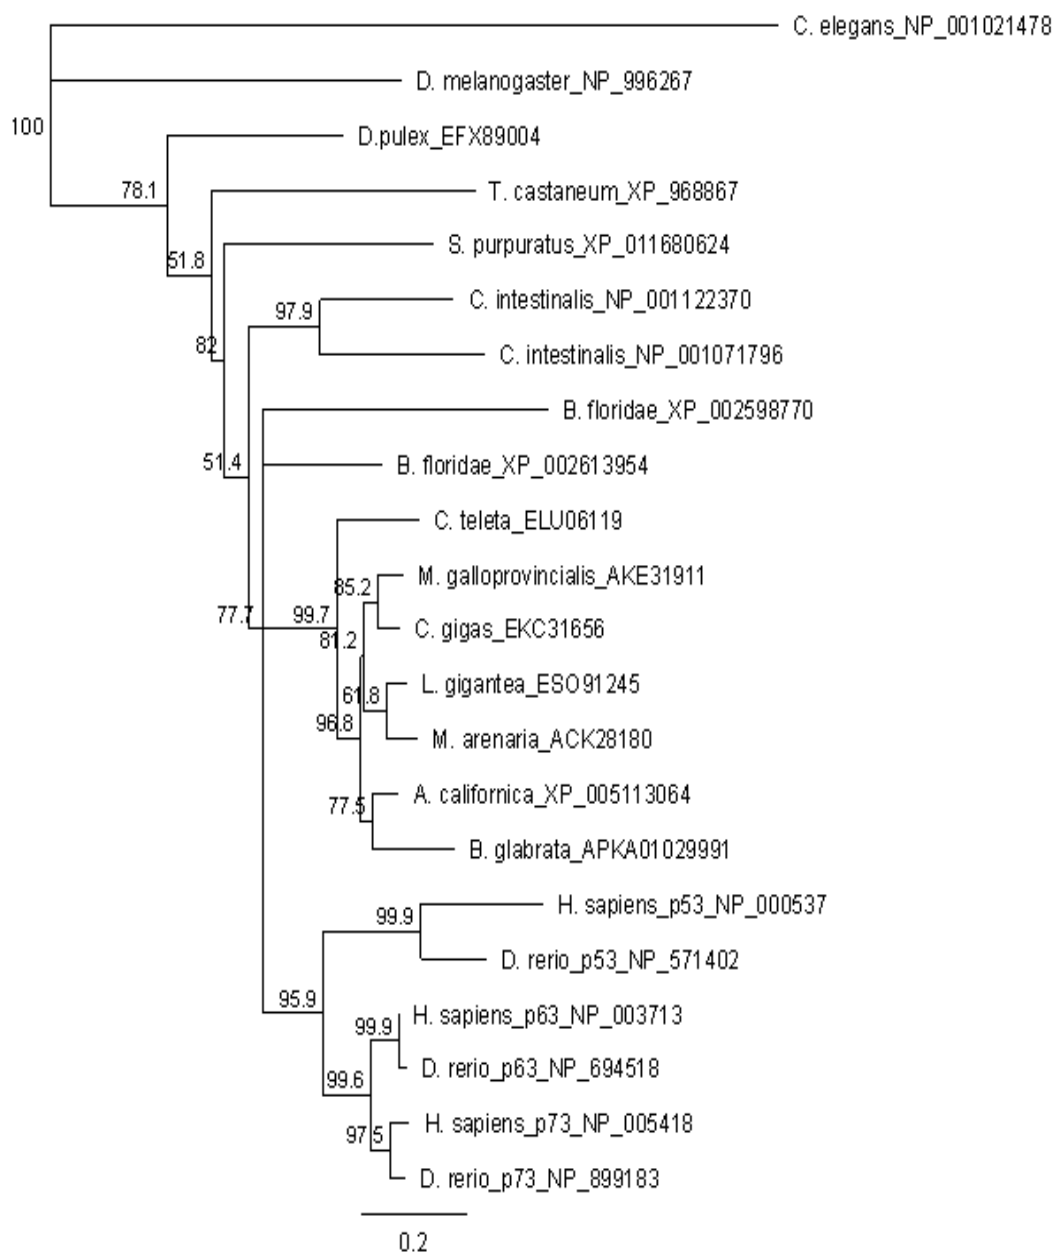 C. elegans_NP_001021478
D. melanogaster_NP_996267
100
D.pulex_EFX89004
78.1
T. castaneum_XP_968867
S. purpuratus_XP_011680624
51.8
C. intestinalis_NP_001122370
97.9
82
C. intestinalis_NP_001071796
B. floridae_XP_002598770
51.4
B. floridae_XP_002613954
C. teleta_ELU06119
M. galloprovincialis_AKE31911
85.2
77.7
99.7
C. gigas_EKC31656
81.2
L. gigantea_ESO91245
61.8
96.8
M. arenaria_ACK28180
A. californica_XP_005113064
77.5
B. glabrata_APKA01029991
H. sapiens_p53_NP_000537
99.9
D. rerio_p53_NP_571402
95.9
H. sapiens_p63_NP_003713
99.9
D. rerio_p63_NP_694518
99.6
H. sapiens_p73_NP_005418
97.5
D. rerio_p73_NP_899183
0.2